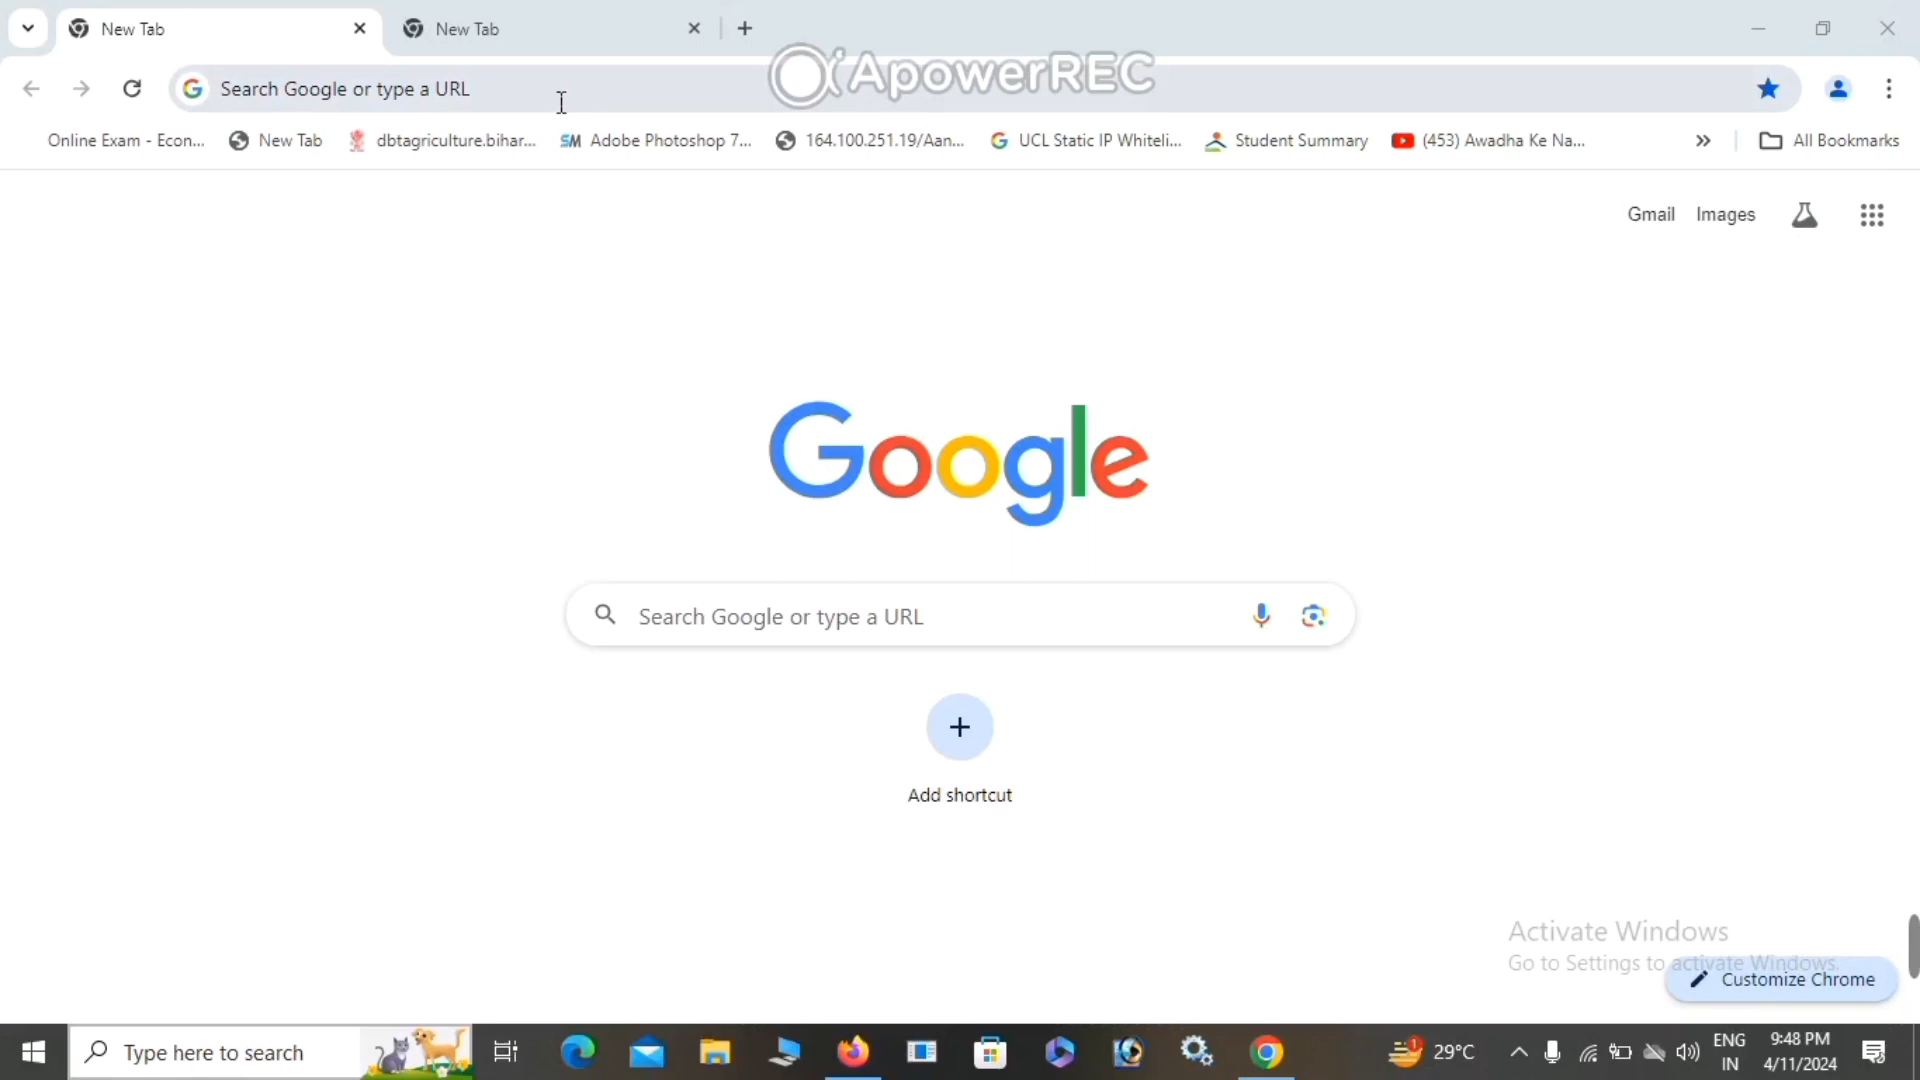 New Tab
New Tab
ApowerREC
Search Google or type a URL
Online Exam - Econ...
New Tab
dbtagriculture.bihar...
SM Adobe Photoshop 7...
164.100.251.19/Aan...
UCL Static IP Whiteli...
Student Summary
(453) Awadha Ke Na...
All Bookmarks
Gmail
Images
Google
Search Google or type a URL
Add shortcut
Activate Windows
Go to Settings to activate Windows.
Customize Chrome
Type here to search
1
29°C
ENG
IN
9:48 PM
4/11/2024